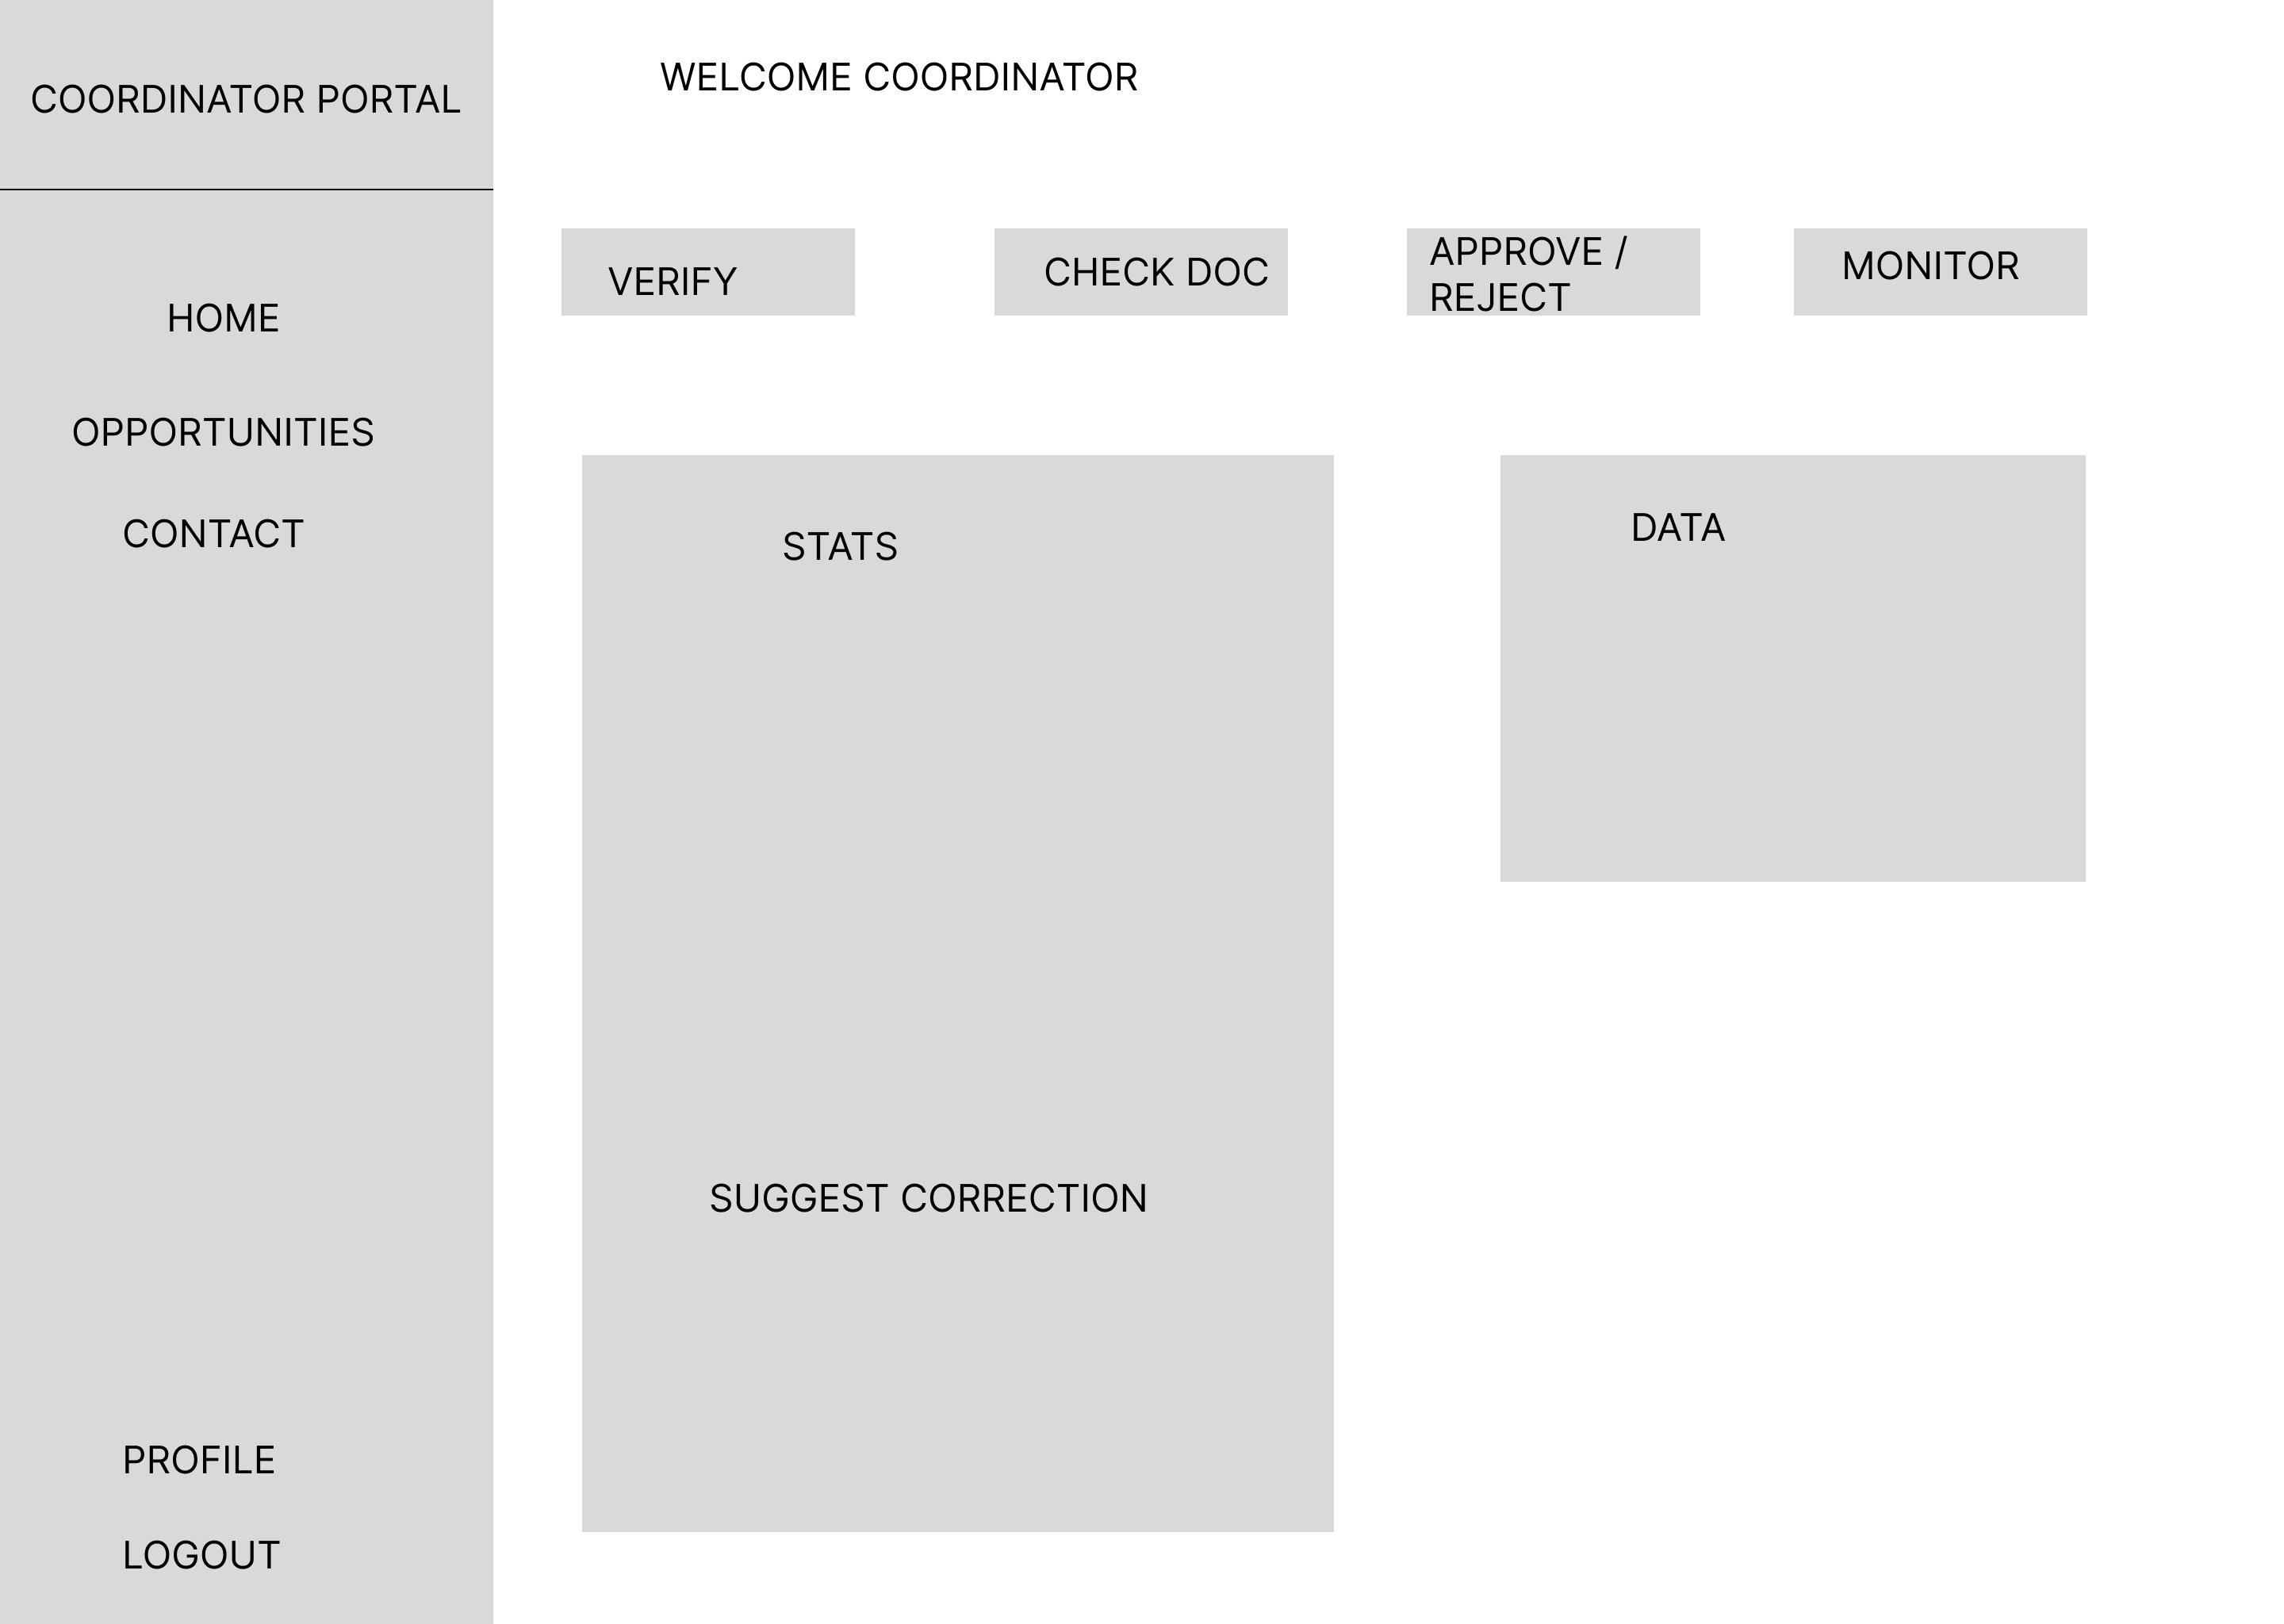 COORDINATOR PORTAL
HOME
OPPORTUNITIES
CONTACT
PROFILE
LOGOUT
WELCOME COORDINATOR
VERIFY
CHECK DOC
APPROVE /
REJECT
MONITOR
STATS
SUGGEST CORRECTION
DATA